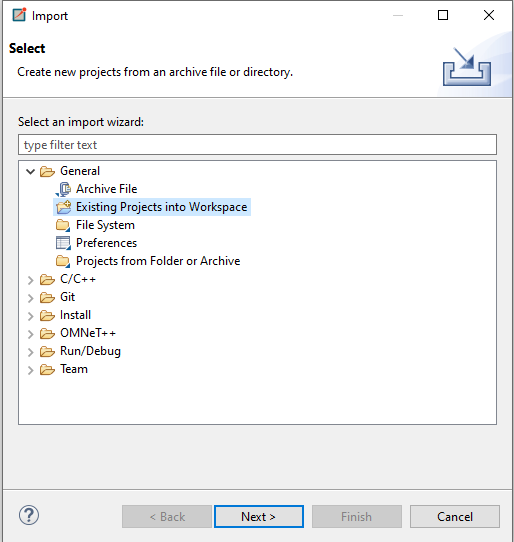 Import
Select
Create new projects from an archive file or directory.
Select an import wizard:
type filter text
General
Archive File
Existing Projects into Workspace
File System
Preferences
Projects from Folder or Archive
C/C++
Git
Install
OMNeT++
Run/Debug
Team
?
< Back
Next >
Finish
Cancel